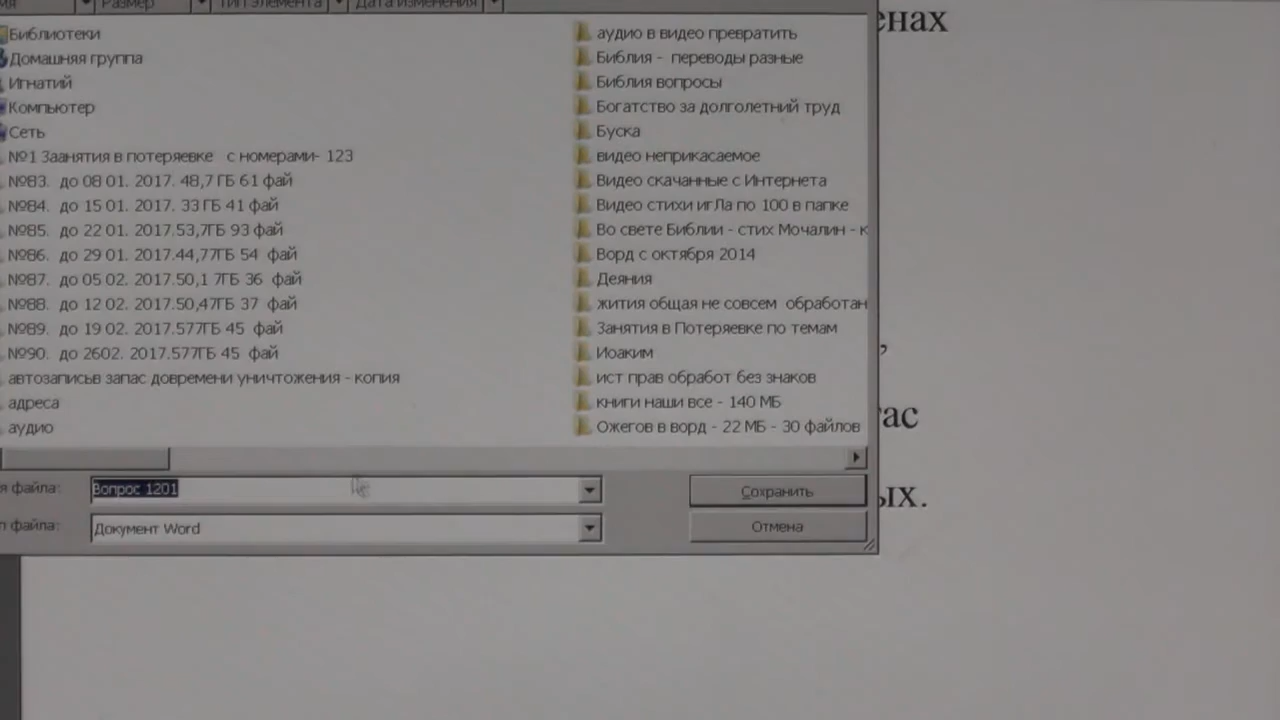 Размер Тип элемента Дата изменения
Библиотеки
Домашняя группа
Игнатий
Компьютер
Сеть
№1 Заанятия в потеряевке с номерами- 123
№83. до 08 01. 2017. 48,7 ГБ 61 фай
№84. до 15 01. 2017. 33 ГБ 41 фай
№85. до 22 01. 2017.53,7ГБ 93 фай
№86. до 29 01. 2017.44,77ГБ 54 фай
№87. до 05 02. 2017.50,1 7ГБ 36 фай
№88. до 12 02. 2017.50,47ГБ 37 фай
№89. до 19 02. 2017.577ГБ 45 фай
№90. до 2602. 2017.577ГБ 45 фай
автозаписьв запас довремени уничтожения - копия
адреса
аудио
аудио в видео превратить
Библия - переводы разные
Библия вопросы
Богатство за долголетний труд
Буска
видео неприкасаемое
Видео скачанные с Интернета
Видео стихи игЛа по 100 в папке
Во свете Библии - стих Мочалин - к
Ворд с октября 2014
Деяния
жития общая не совсем обработан
Занятия в Потеряевке по темам
Иоаким
ист прав обработ без знаков
книги наши все - 140 МБ
Ожегов в ворд - 22 МБ - 30 файлов
я файла: Вопрос 1201 Сохранить
п файла: Документ Word Отмена
енах
,
ас
ых.